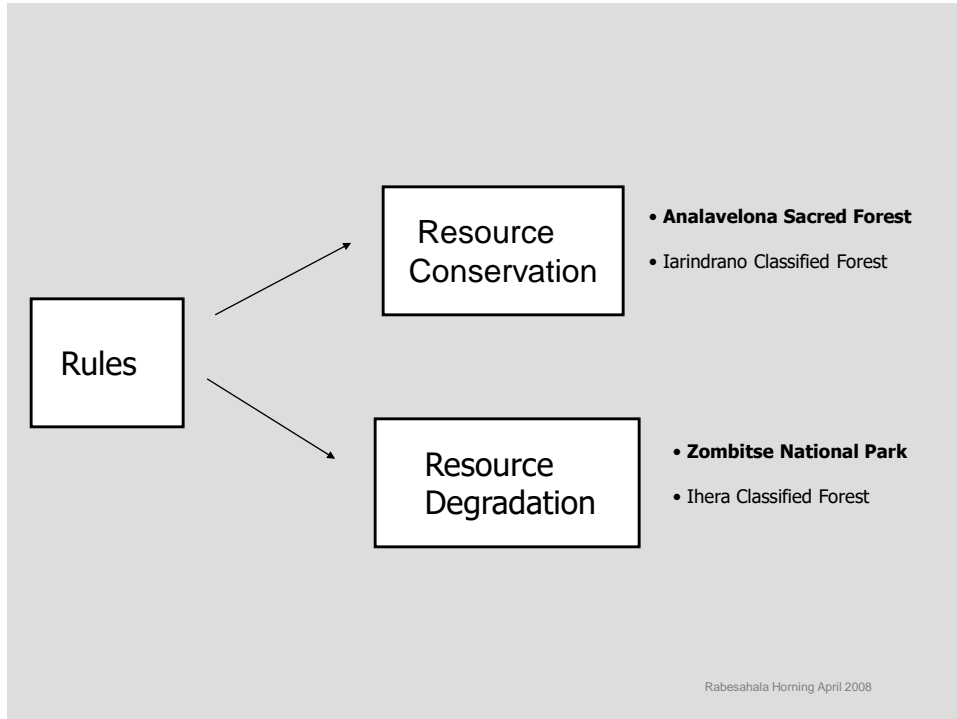 Rules
Resource
Conservation
• Analavelona Sacred Forest
• Iarindrano Classified Forest
Resource
Degradation
• Zombitse National Park
• Ihera Classified Forest
Rabesahala Horning April 2008